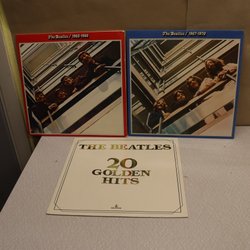 The Beatles / 1962-1966
The Beatles / 1967-1970
THE BEATLES
20
GOLDEN
HITS